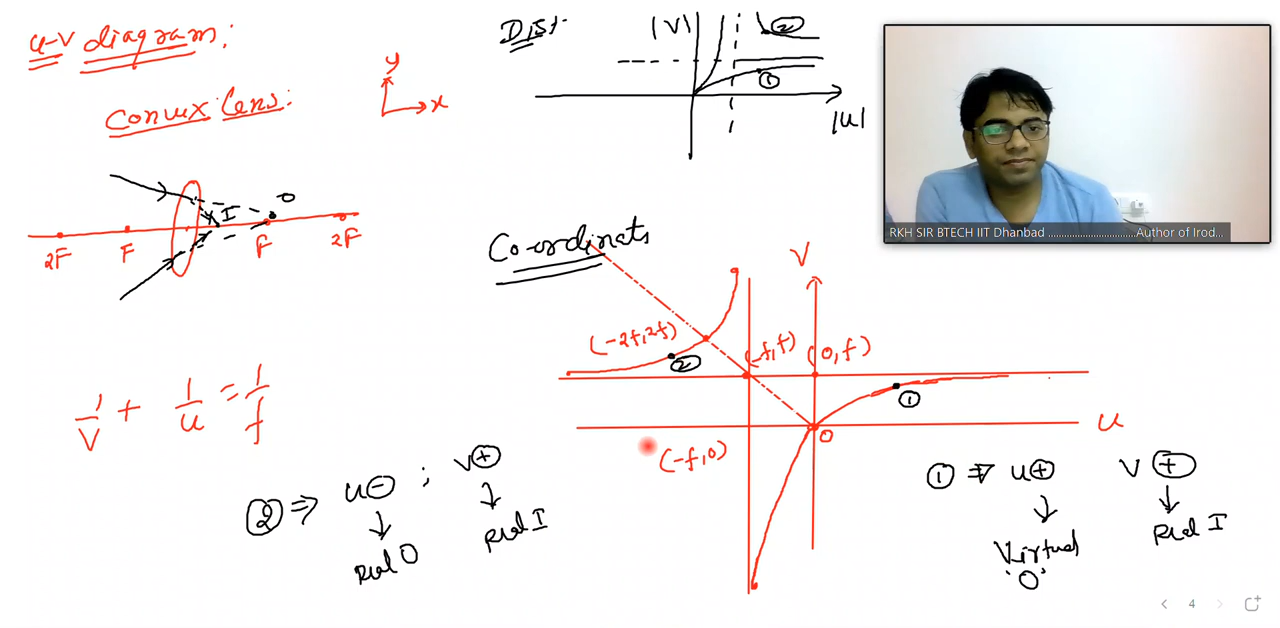 u-v diagram:
Dist:
|V|
②
①
|u|
y
x
Convex lens:
O
I
2F F F 2F
Co-ordinats
V
(-2f,2f)
(-f,f)
(0,f)
②
①
u
O
(-f,0)
1/v + 1/u = 1/f
② ⇒ u⊖ ; v⊕
↓ ↓
Real O Real I
① ⇒ u⊕ V⊕
↓ ↓
Virtual Real I
'O'
RKH SIR BTECH IIT Dhanbad ....................................Author of Irod...
4